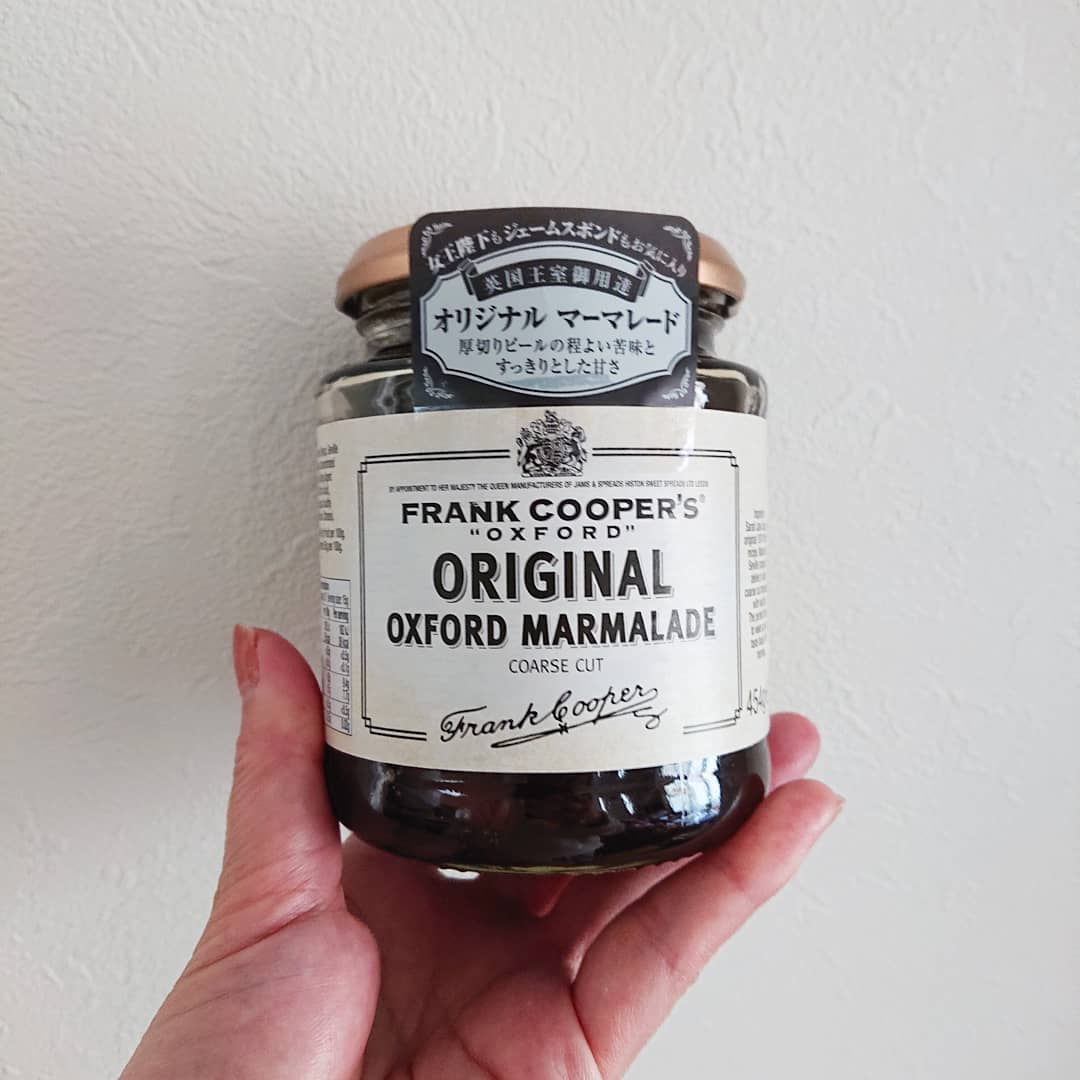 女王陛下もジェームスボンドもお気に入り
英国王室御用達
オリジナル マーマレード
厚切りピールの程よい苦味と
すっきりとした甘さ
BY APPOINTMENT TO HER MAJESTY THE QUEEN MANUFACTURERS OF JAMS & SPREADS HISTON SWEET SPREADS LTD LEEDS
FRANK COOPER'S®
"OXFORD"
ORIGINAL
OXFORD MARMALADE
COARSE CUT
Frank Cooper
454g